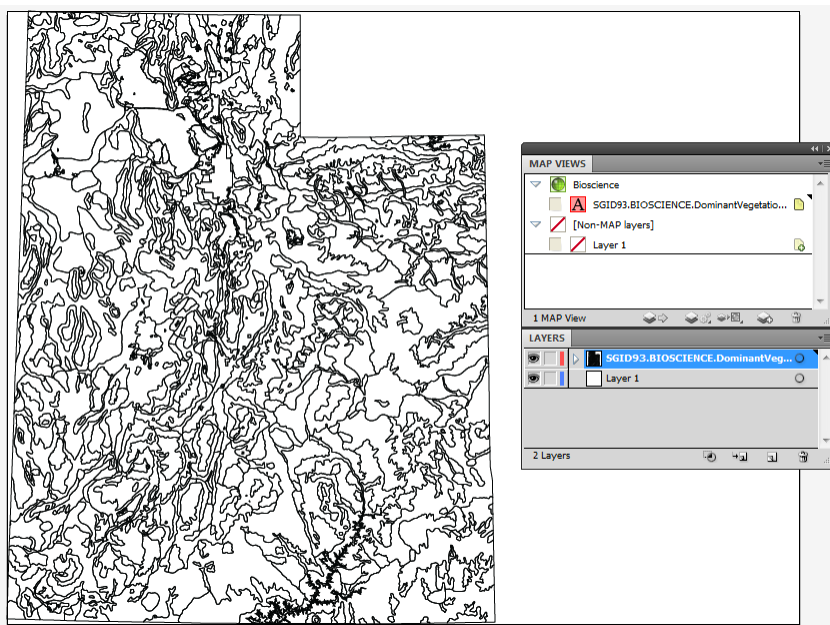 MAP VIEWS
Bioscience
A SGID93.BIOSCIENCE.DominantVegetatio...
[Non-MAP layers]
Layer 1
1 MAP View
LAYERS
SGID93.BIOSCIENCE.DominantVeg...
Layer 1
2 Layers